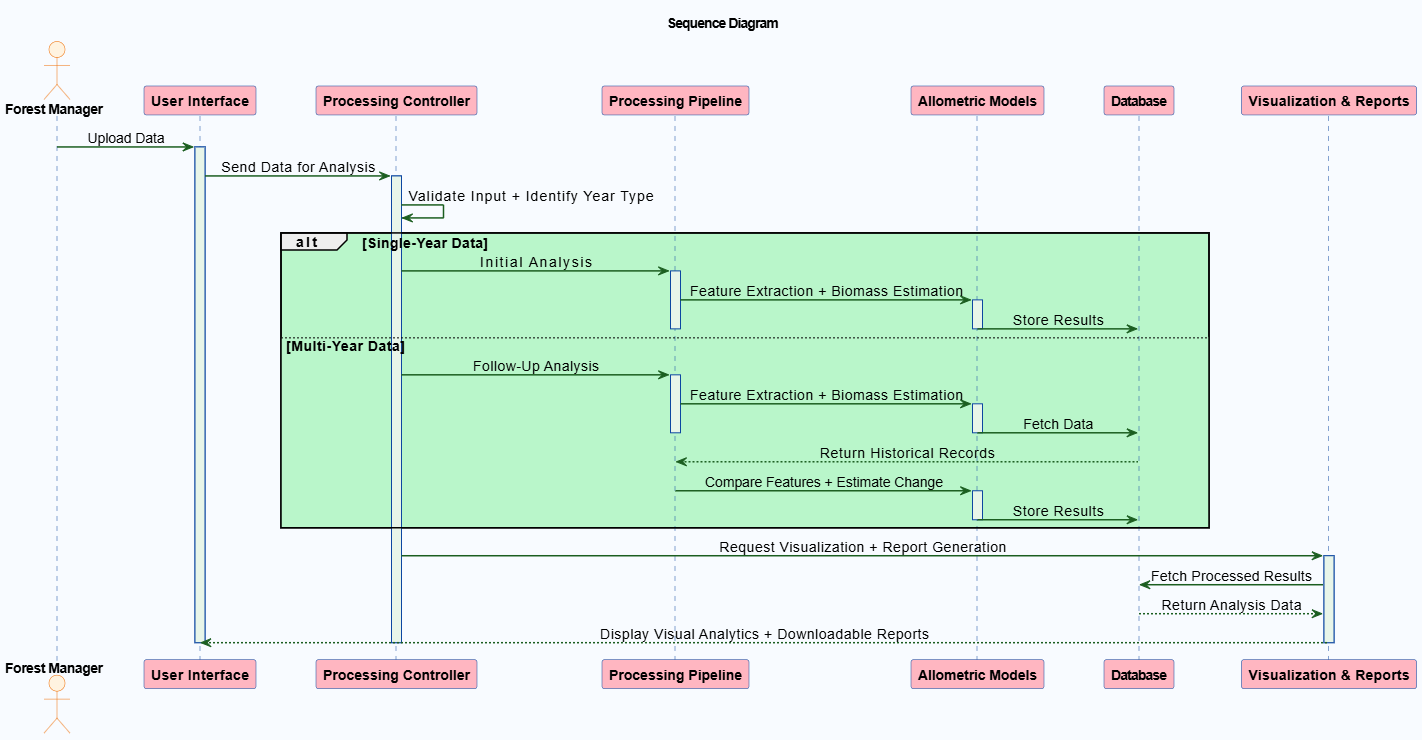 Sequence Diagram
Forest Manager
User Interface
Processing Controller
Processing Pipeline
Allometric Models
Database
Visualization & Reports
Upload Data
Send Data for Analysis
Validate Input + Identify Year Type
alt
[Single-Year Data]
Initial Analysis
Feature Extraction + Biomass Estimation
Store Results
[Multi-Year Data]
Follow-Up Analysis
Feature Extraction + Biomass Estimation
Fetch Data
Return Historical Records
Compare Features + Estimate Change
Store Results
Request Visualization + Report Generation
Fetch Processed Results
Return Analysis Data
Display Visual Analytics + Downloadable Reports
Forest Manager
User Interface
Processing Controller
Processing Pipeline
Allometric Models
Database
Visualization & Reports